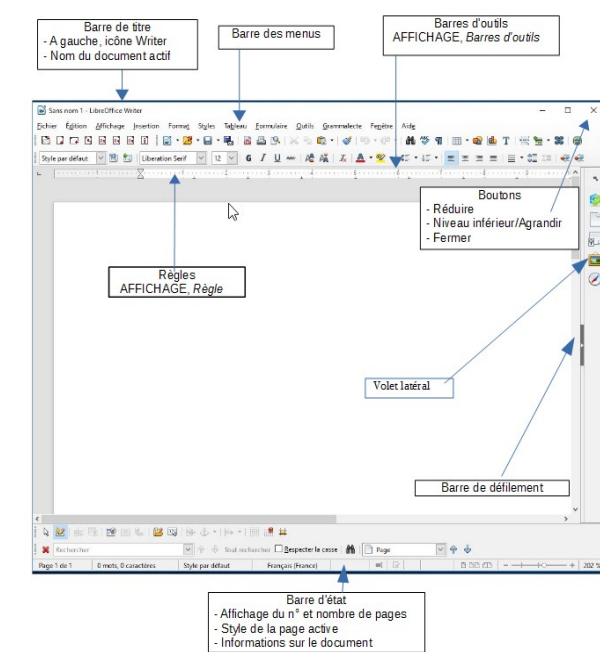 Barre de titre
- A gauche, icône Writer
- Nom du document actif
Barre des menus
Barres d'outils
AFFICHAGE, Barres d'outils
Sans nom 1 - LibreOffice Writer
Fichier Édition Affichage Insertion Format Styles Tableau Formulaire Outils Grammalecte Fenêtre Aide
Style par défaut Liberation Serif 12 G I U
Boutons
- Réduire
- Niveau inférieur/Agrandir
- Fermer
Règles
AFFICHAGE, Règle
Volet latéral
Barre de défilement
Rechercher Tout rechercher Respecter la casse Page
Page 1 de 1 0 mots, 0 caractères Style par défaut Français (France) 202 %
Barre d'état
- Affichage du n° et nombre de pages
- Style de la page active
- Informations sur le document